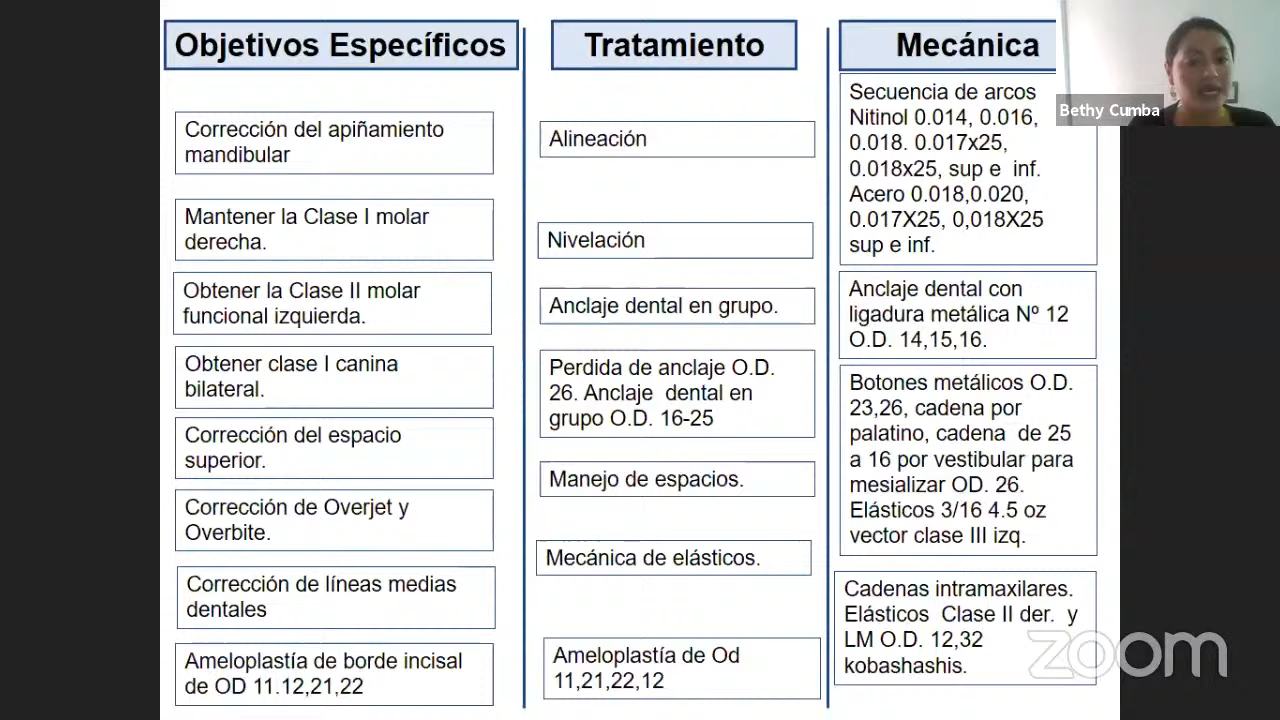 Objetivos Específicos
Corrección del apiñamiento
mandibular
Mantener la Clase I molar
derecha.
Obtener la Clase II molar
funcional izquierda.
Obtener clase I canina
bilateral.
Corrección del espacio
superior.
Corrección de Overjet y
Overbite.
Corrección de líneas medias
dentales
Ameloplastía de borde incisal
de OD 11.12,21,22
Tratamiento
Alineación
Nivelación
Anclaje dental en grupo.
Perdida de anclaje O.D.
26. Anclaje dental en
grupo O.D. 16-25
Manejo de espacios.
Mecánica de elásticos.
Ameloplastía de Od
11,21,22,12
Mecánica
Secuencia de arcos
Nitinol 0.014, 0.016,
0.018. 0.017x25,
0.018x25, sup e inf.
Acero 0.018,0.020,
0.017X25, 0,018X25
sup e inf.
Anclaje dental con
ligadura metálica Nº 12
O.D. 14,15,16.
Botones metálicos O.D.
23,26, cadena por
palatino, cadena de 25
a 16 por vestibular para
mesializar OD. 26.
Elásticos 3/16 4.5 oz
vector clase III izq.
Cadenas intramaxilares.
Elásticos Clase II der. y
LM O.D. 12,32
kobashashis.
Bethy Cumba
zoom